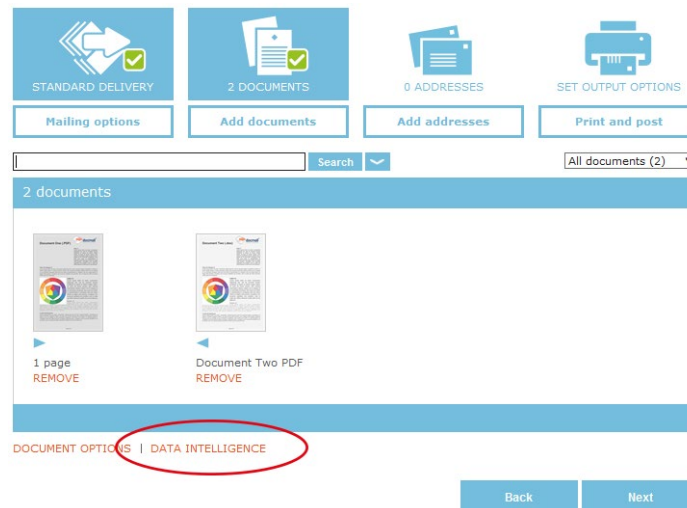 STANDARD DELIVERY
2 DOCUMENTS
0 ADDRESSES
SET OUTPUT OPTIONS
Mailing options
Add documents
Add addresses
Print and post
Search
All documents (2)
2 documents
1 page
REMOVE
Document Two PDF
REMOVE
DOCUMENT OPTIONS | DATA INTELLIGENCE
Back
Next